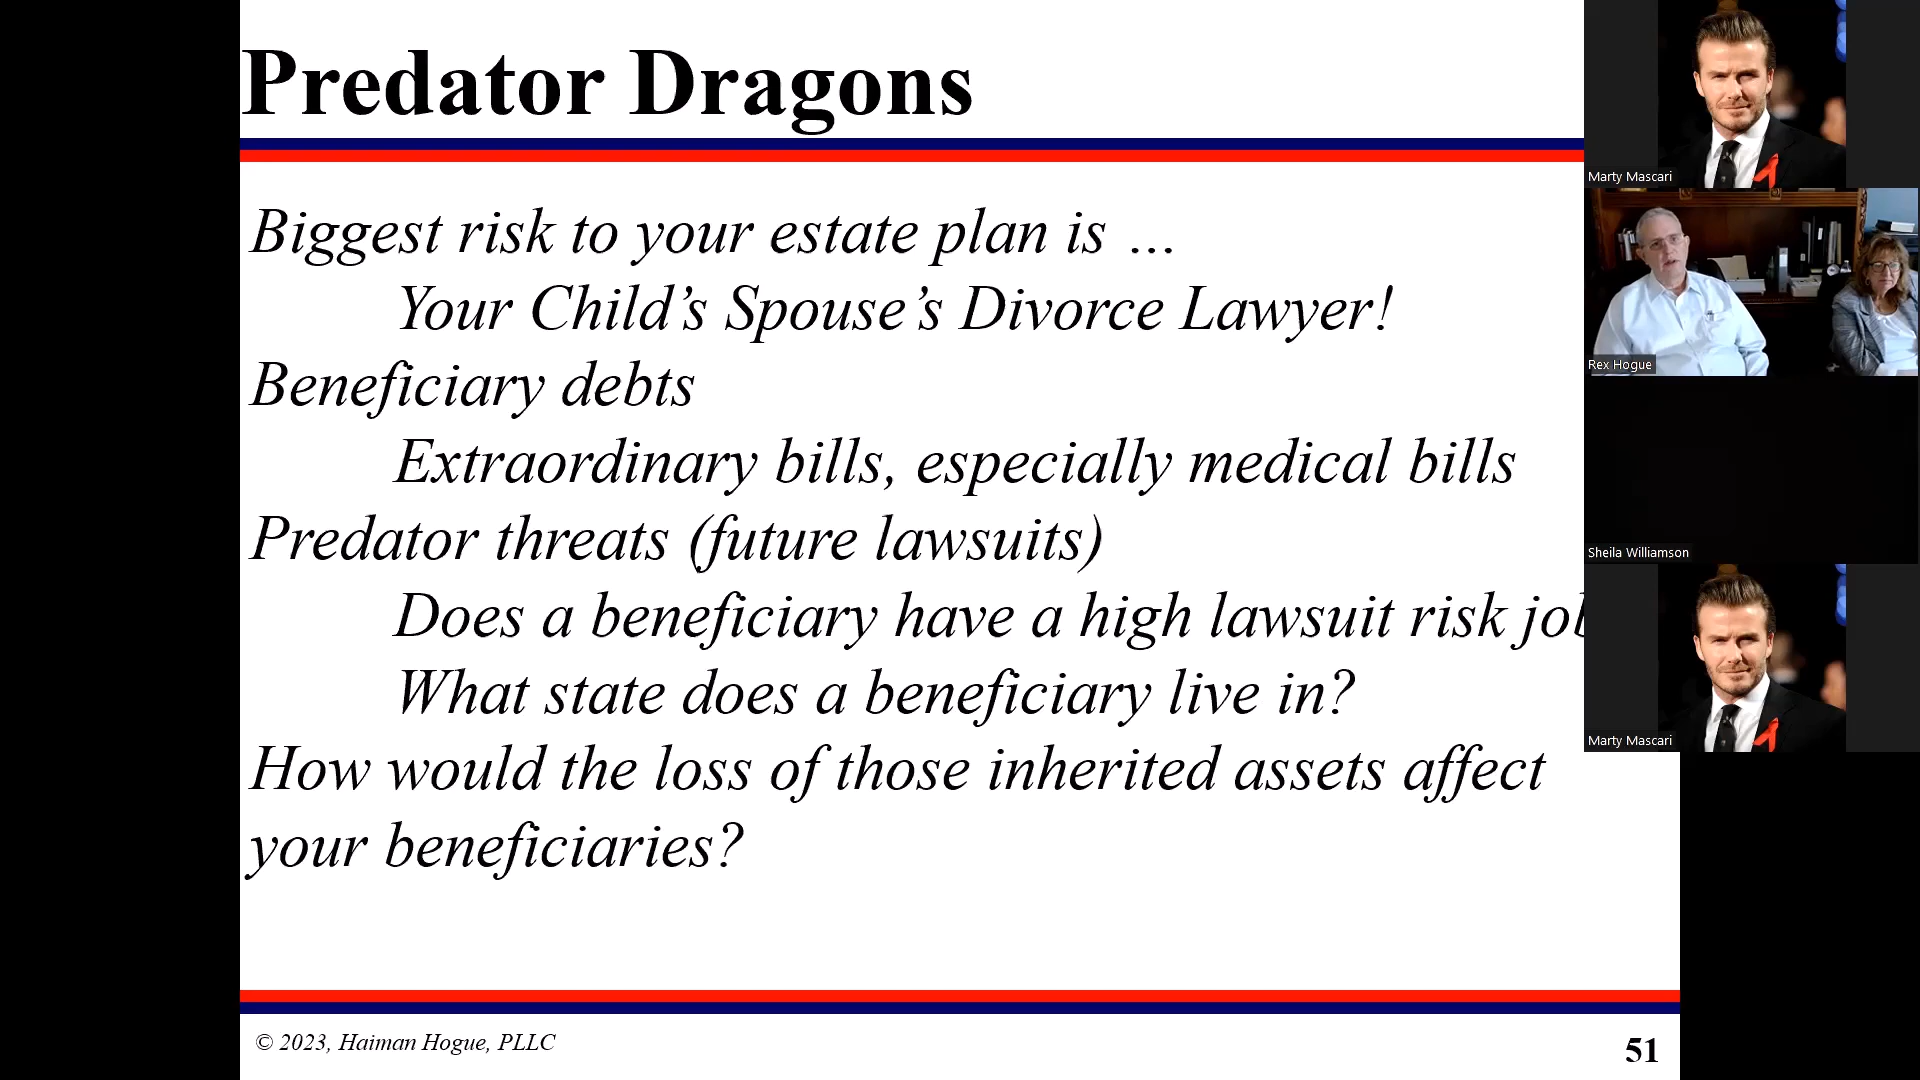 Predator Dragons
Biggest risk to your estate plan is …
Your Child’s Spouse’s Divorce Lawyer!
Beneficiary debts
Extraordinary bills, especially medical bills
Predator threats (future lawsuits)
Does a beneficiary have a high lawsuit risk job
What state does a beneficiary live in?
How would the loss of those inherited assets affect
your beneficiaries?
© 2023, Haiman Hogue, PLLC
51
Marty Mascari
Rex Hogue
Sheila Williamson
Marty Mascari